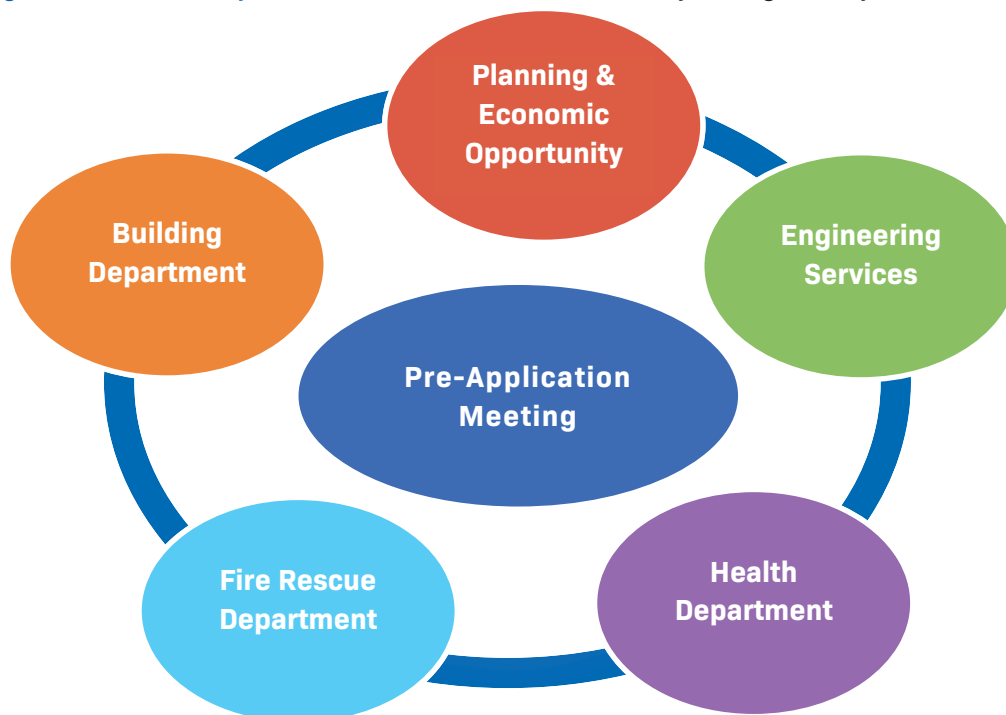 Planning &
Economic
Opportunity
Building
Department
Engineering
Services
Pre-Application
Meeting
Fire Rescue
Department
Health
Department